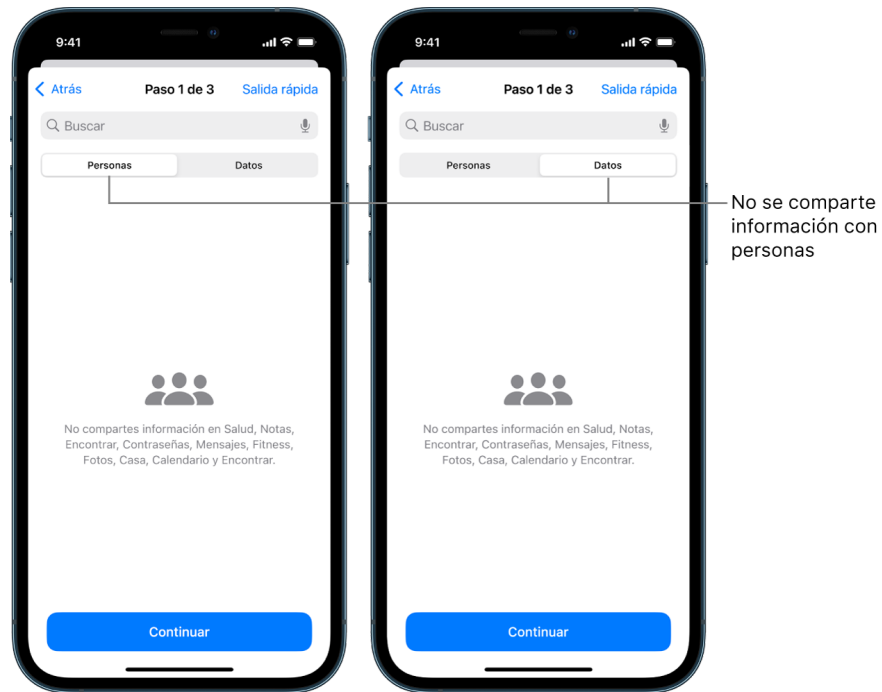 9:41
Atrás Paso 1 de 3 Salida rápida
Buscar
Personas Datos
No compartes información en Salud, Notas,
Encontrar, Contraseñas, Mensajes, Fitness,
Fotos, Casa, Calendario y Encontrar.
Continuar
9:41
Atrás Paso 1 de 3 Salida rápida
Buscar
Personas Datos
No compartes información en Salud, Notas,
Encontrar, Contraseñas, Mensajes, Fitness,
Fotos, Casa, Calendario y Encontrar.
Continuar
No se comparte
información con
personas